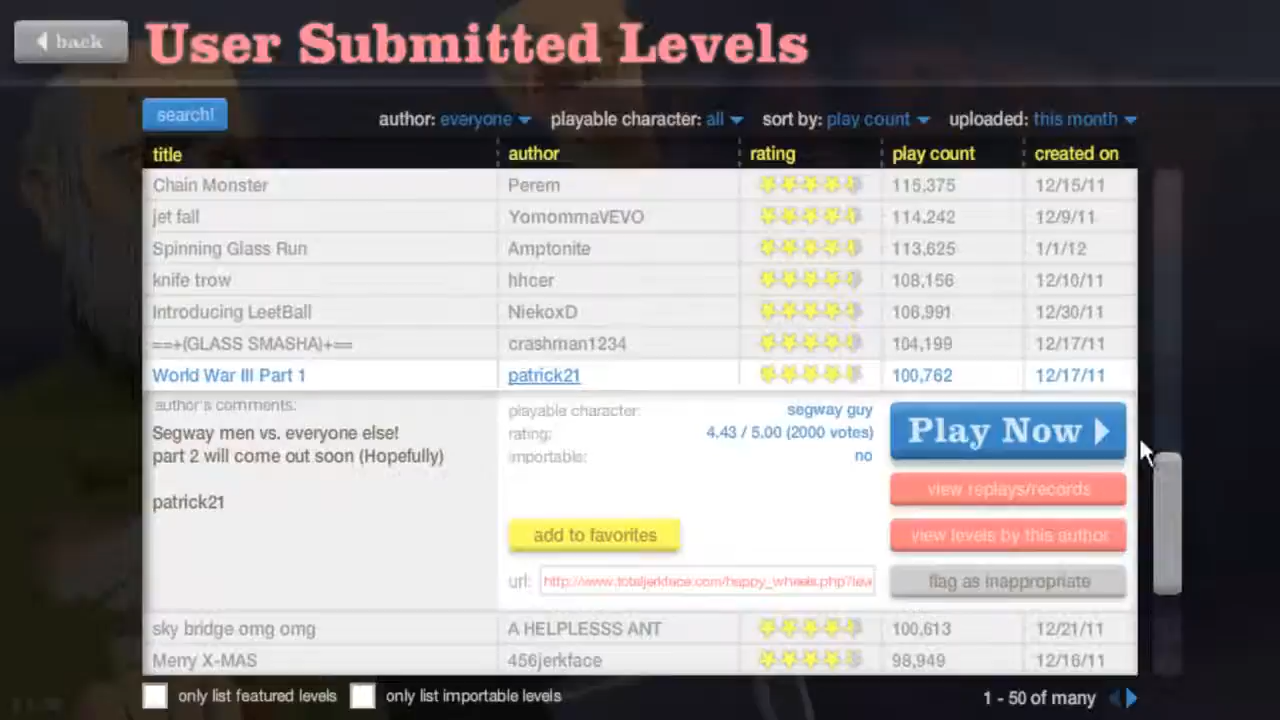 back
User Submitted Levels
search!
author: everyone playable character: all sort by: play count uploaded: this month
title author rating play count created on
Chain Monster Perem 115,375 12/15/11
jet fall YomommaVEVO 114,242 12/9/11
Spinning Glass Run Amptonite 113,625 1/1/12
knife trow hhcer 108,156 12/10/11
Introducing LeetBall NiekoxD 106,991 12/30/11
==+(GLASS SMASHA)+== crashman1234 104,199 12/17/11
World War III Part 1 patrick21 100,762 12/17/11
author's comments:
Segway men vs. everyone else!
part 2 will come out soon (Hopefully)
patrick21
playable character: segway guy
rating: 4.43 / 5.00 (2000 votes)
importable: no
add to favorites
url: http://www.totaljerkface.com/happy_wheels.php?lev
Play Now
view replays/records
view levels by this author
flag as inappropriate
sky bridge omg omg A HELPLESSS ANT 100,613 12/21/11
Merry X-MAS 456jerkface 98,949 12/16/11
only list featured levels only list importable levels 1 - 50 of many